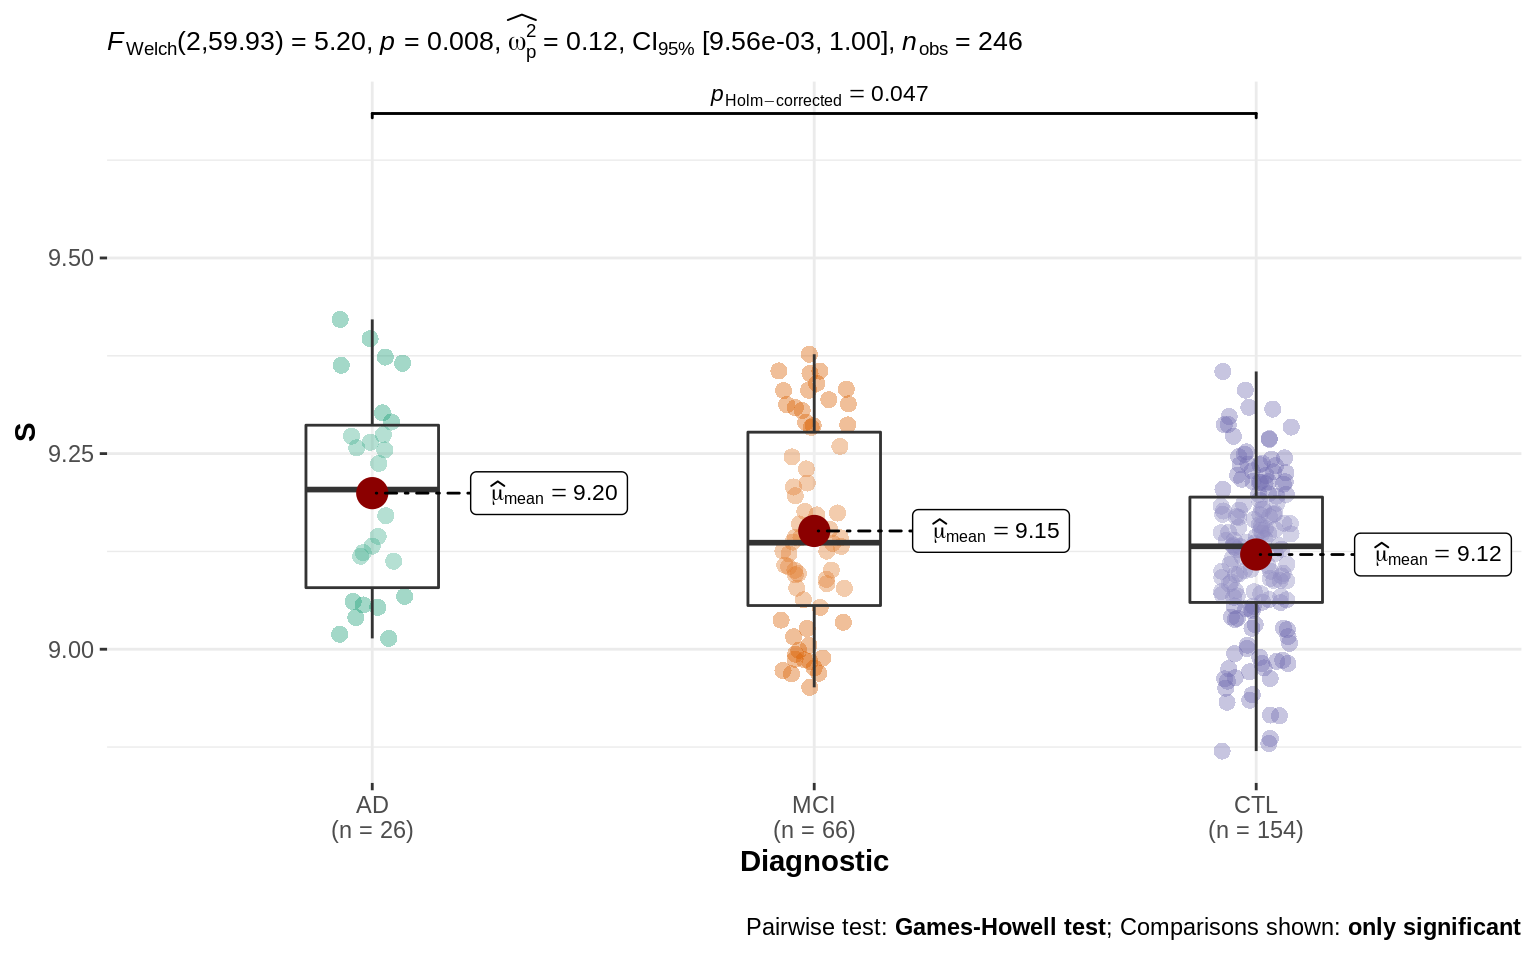 F Welch(2,59.93) = 5.20, p = 0.008, ω̂²p = 0.12, CI95% [9.56e-03, 1.00], nobs = 246
pHolm−corrected = 0.047
9.50
9.25
9.00
S
μ̂mean = 9.20
μ̂mean = 9.15
μ̂mean = 9.12
AD
(n = 26)
MCI
(n = 66)
CTL
(n = 154)
Diagnostic
Pairwise test: Games-Howell test; Comparisons shown: only significant